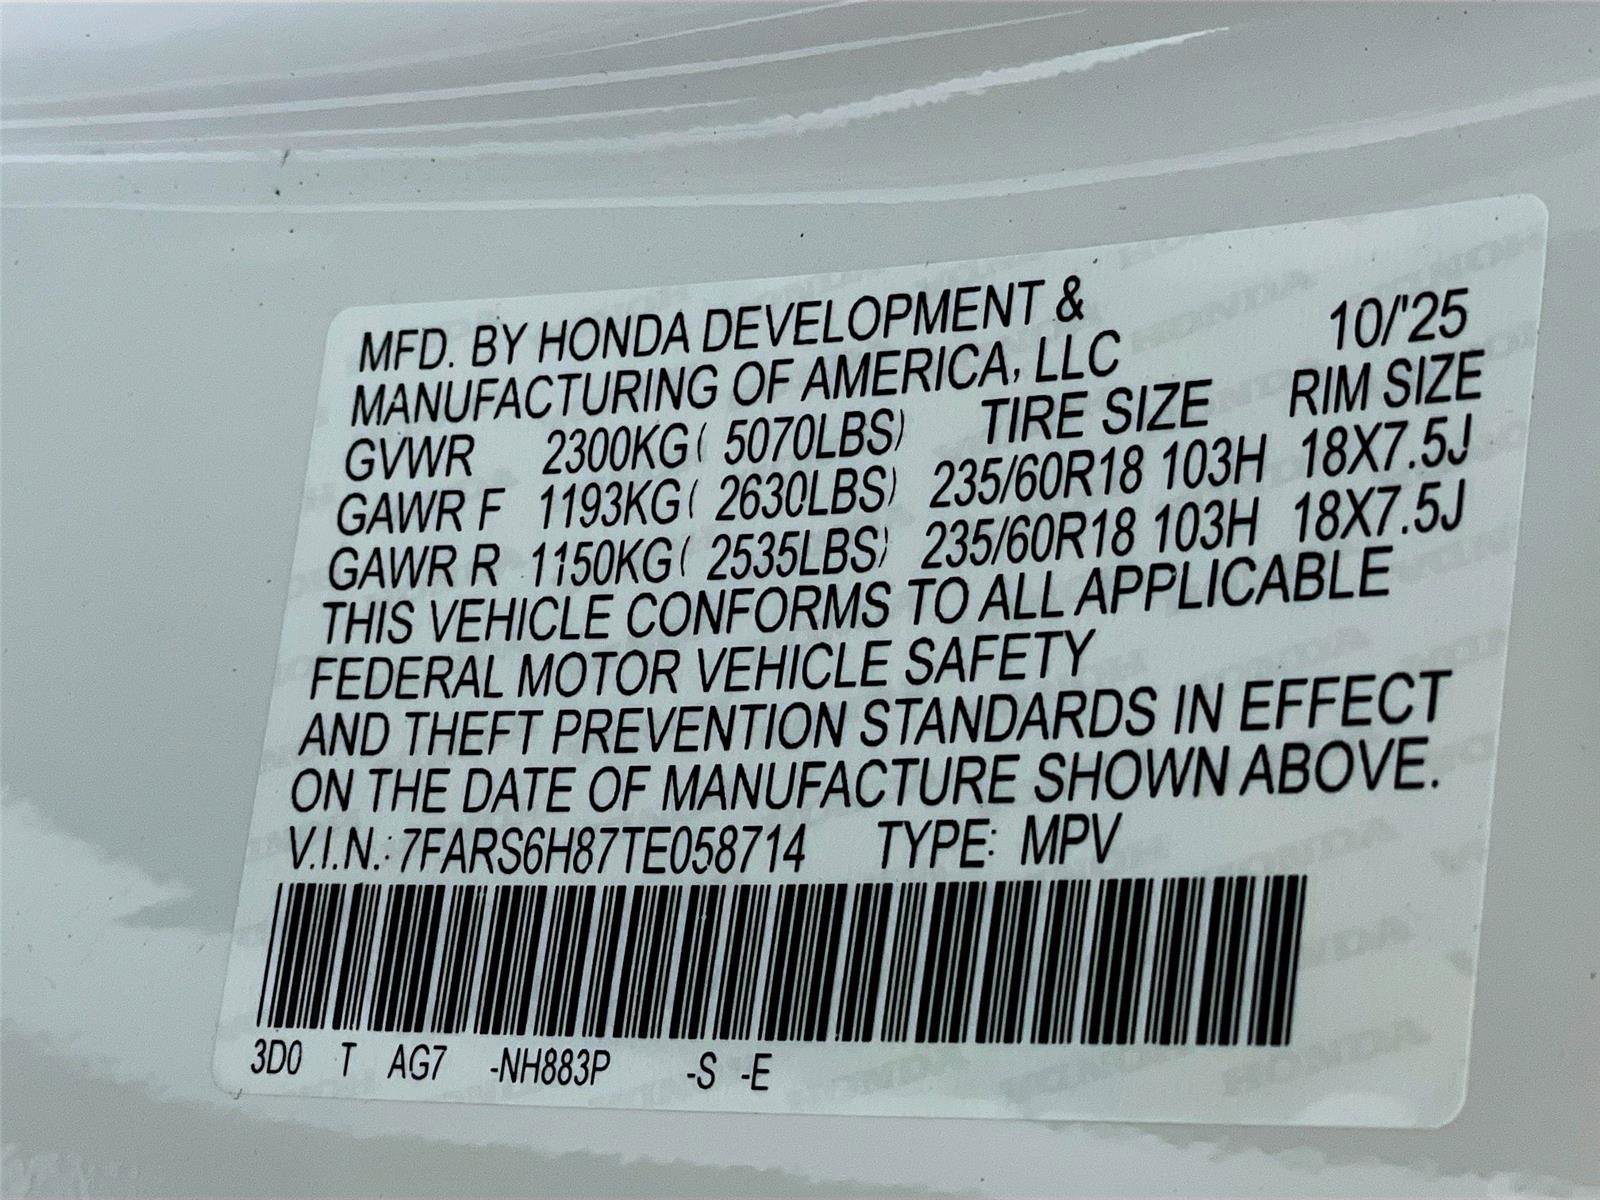 MFD. BY HONDA DEVELOPMENT &
MANUFACTURING OF AMERICA, LLC 10/'25
GVWR 2300KG( 5070LBS) TIRE SIZE RIM SIZE
GAWR F 1193KG( 2630LBS) 235/60R18 103H 18X7.5J
GAWR R 1150KG( 2535LBS) 235/60R18 103H 18X7.5J
THIS VEHICLE CONFORMS TO ALL APPLICABLE
FEDERAL MOTOR VEHICLE SAFETY
AND THEFT PREVENTION STANDARDS IN EFFECT
ON THE DATE OF MANUFACTURE SHOWN ABOVE.
V.I.N.: 7FARS6H87TE058714 TYPE: MPV
3D0 T AG7 -NH883P -S -E